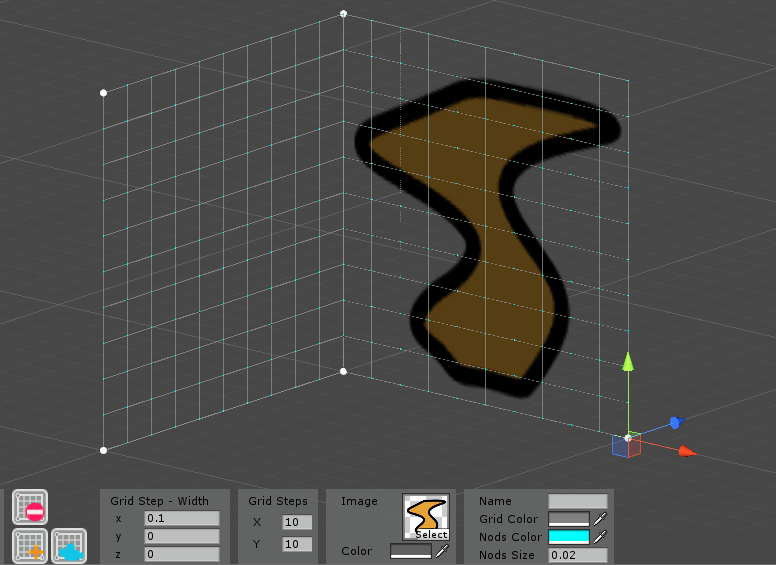 Grid Step - Width
x 0.1
y 0
z 0
Grid Steps
X 10
Y 10
Image
Select
Color
Name
Grid Color
Nods Color
Nods Size 0.02